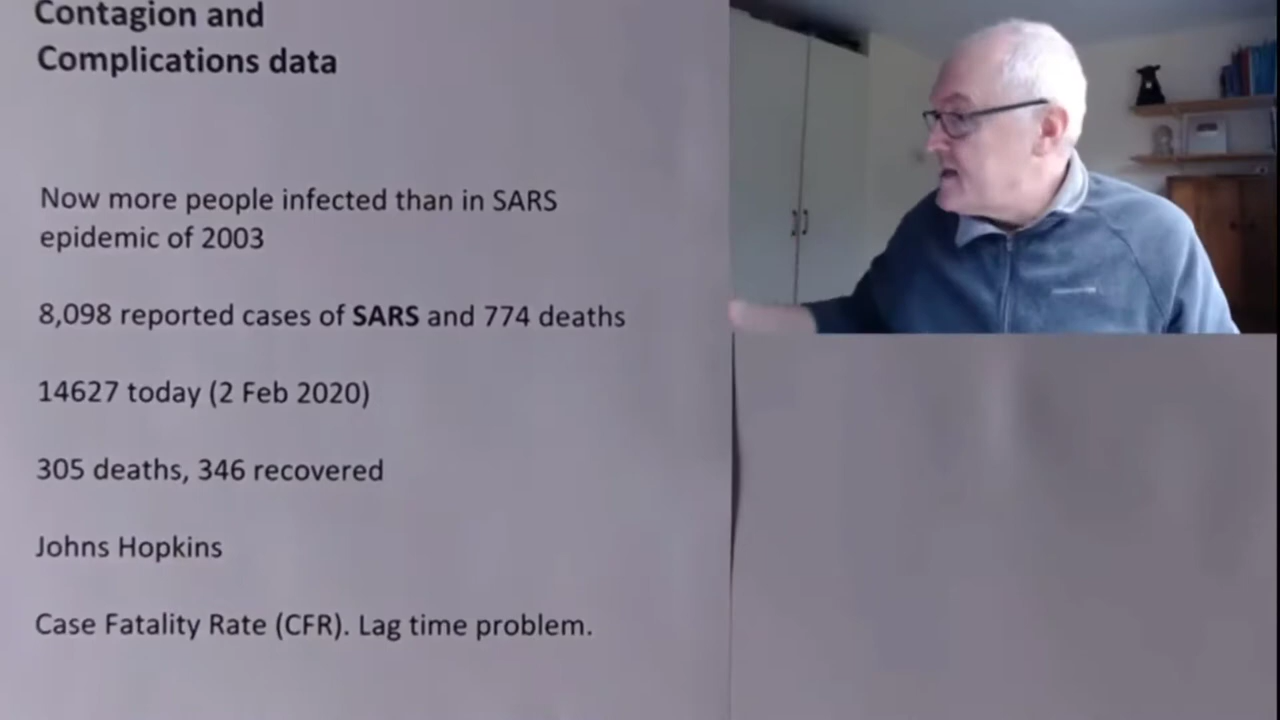 Contagion and
Complications data
Now more people infected than in SARS
epidemic of 2003
8,098 reported cases of SARS and 774 deaths
14627 today (2 Feb 2020)
305 deaths, 346 recovered
Johns Hopkins
Case Fatality Rate (CFR). Lag time problem.